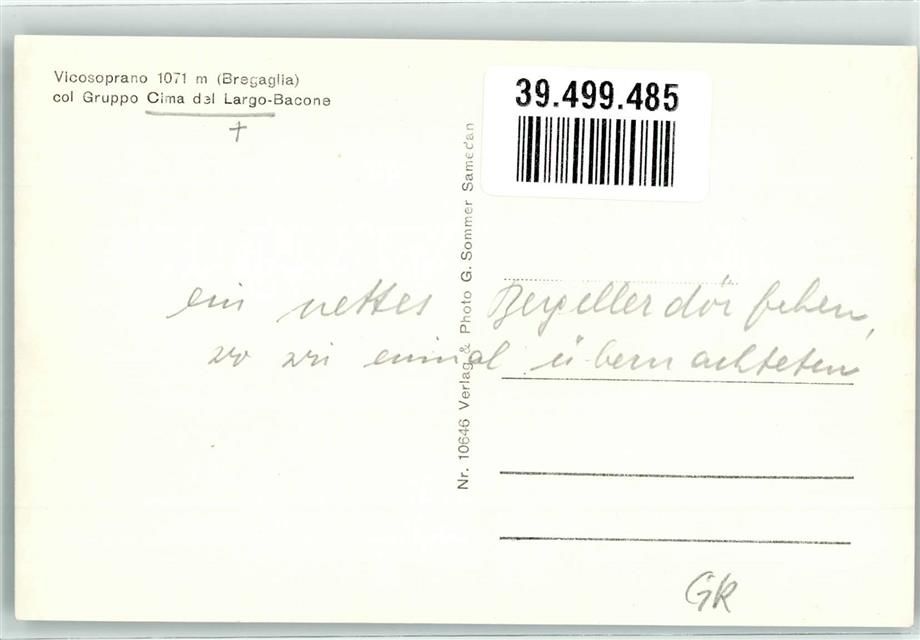 Vicosoprano 1071 m (Bregaglia)
col Gruppo Cima del Largo-Bacone
+
39.499.485
Nr. 10646 Verlag & Photo G. Sommer Samedan
ein nettes Bergellerdörfchen,
wo wir einmal übernachteten
GK